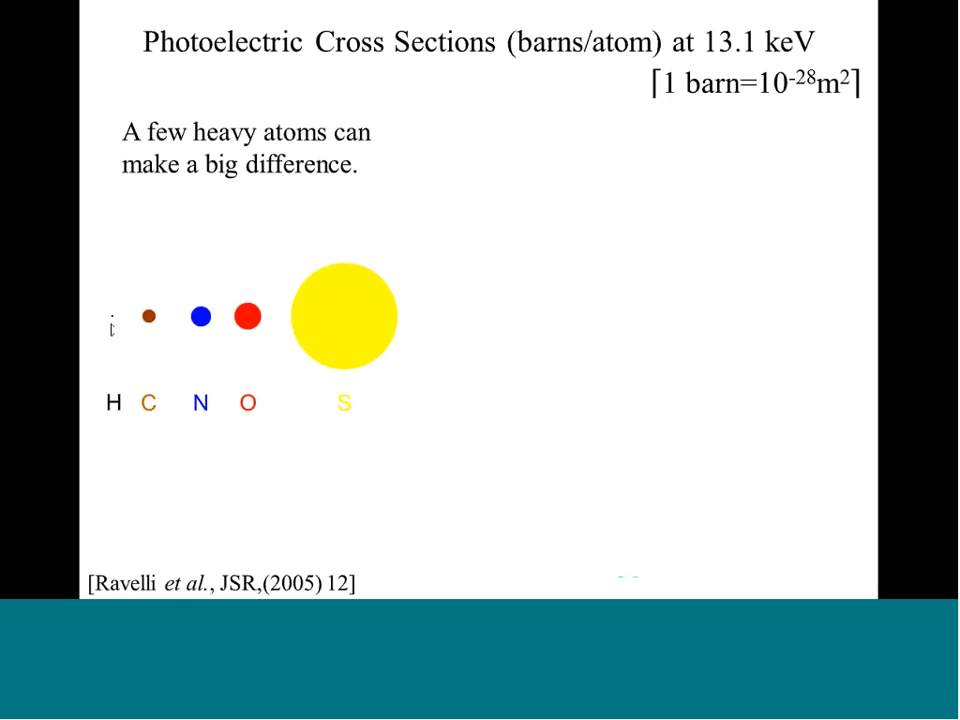 Photoelectric Cross Sections (barns/atom) at 13.1 keV
⌈1 barn=10⁻²⁸m²⌉
A few heavy atoms can
make a big difference.
H C N O S
[Ravelli et al., JSR,(2005) 12]